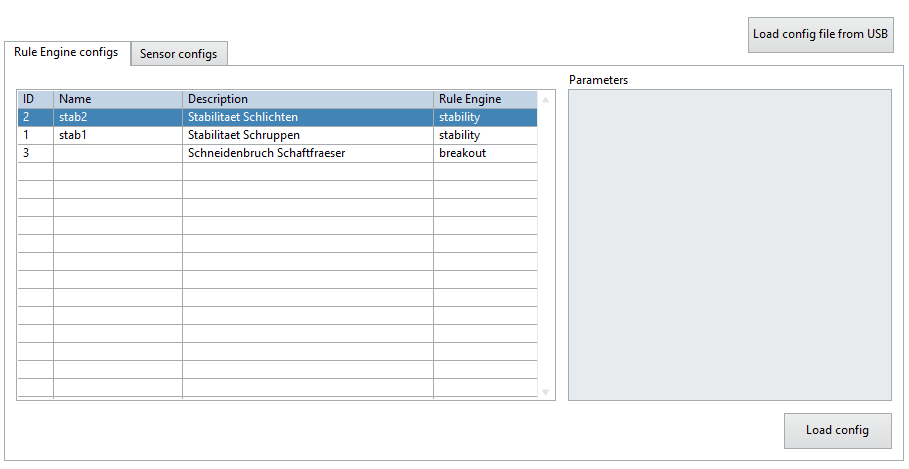 Load config file from USB
Rule Engine configs
Sensor configs
Parameters
ID Name Description Rule Engine
2 stab2 Stabilitaet Schlichten stability
1 stab1 Stabilitaet Schruppen stability
3 Schneidenbruch Schaftfraeser breakout
Load config